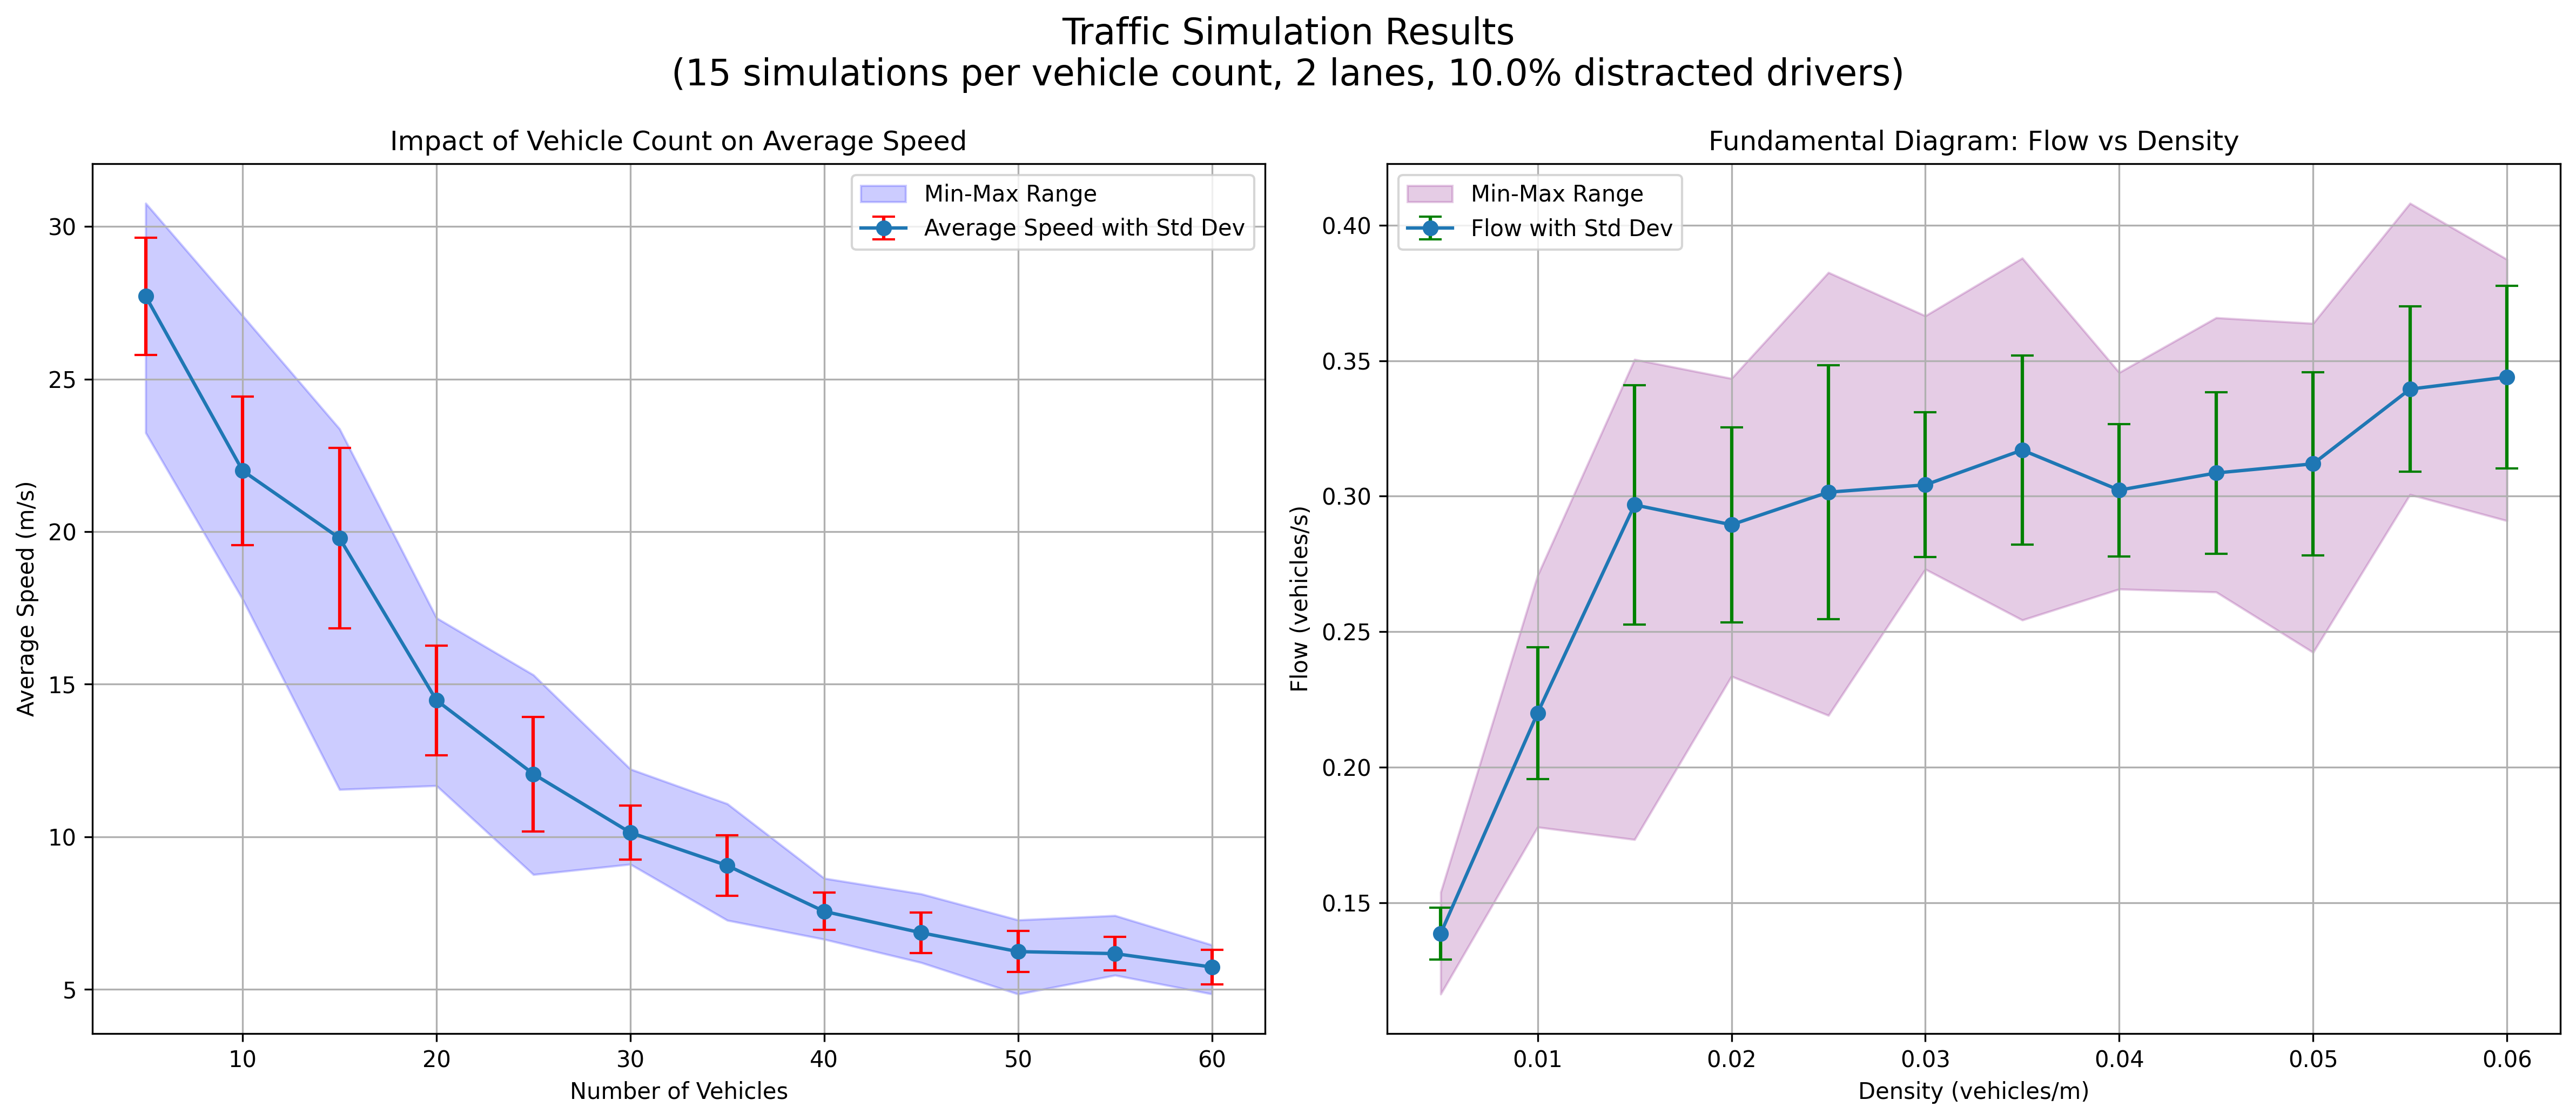 Traffic Simulation Results
(15 simulations per vehicle count, 2 lanes, 10.0% distracted drivers)
Impact of Vehicle Count on Average Speed
Min-Max Range
Average Speed with Std Dev
30
25
20
15
10
5
Average Speed (m/s)
10 20 30 40 50 60
Number of Vehicles
Fundamental Diagram: Flow vs Density
Min-Max Range
Flow with Std Dev
0.40
0.35
0.30
0.25
0.20
0.15
Flow (vehicles/s)
0.01 0.02 0.03 0.04 0.05 0.06
Density (vehicles/m)